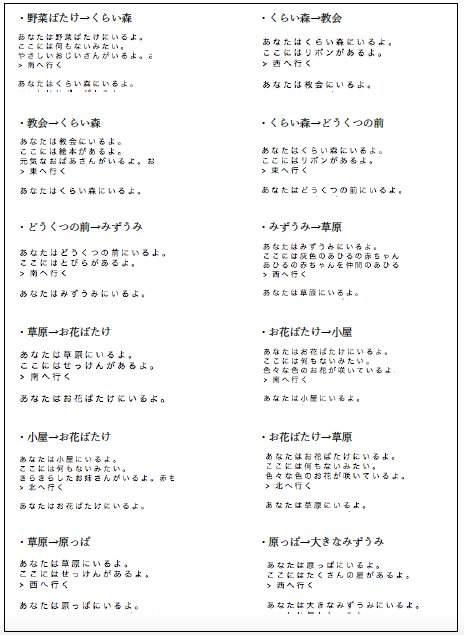 ・野菜ばたけ→くらい森
あなたは野菜ばたけにいるよ。
ここには何もないみたい。
やさしいおじいさんがいるよ。
> 南へ行く
あなたはくらい森にいるよ。
・くらい森→教会
あなたはくらい森にいるよ。
ここにはリボンがあるよ。
> 西へ行く
あなたは教会にいるよ。
・教会→くらい森
あなたは教会にいるよ。
ここには絵本があるよ。
元気なおばあさんがいるよ。お
> 東へ行く
あなたはくらい森にいるよ。
・くらい森→どうくつの前
あなたはくらい森にいるよ。
ここにはリボンがあるよ。
> 東へ行く
あなたはどうくつの前にいるよ。
・どうくつの前→みずうみ
あなたはどうくつの前にいるよ。
ここにはとびらがあるよ。
> 南へ行く
あなたはみずうみにいるよ。
・みずうみ→草原
あなたはみずうみにいるよ。
ここには灰色のあひるの赤ちゃん
あひるの赤ちゃんを仲間のあひる
> 西へ行く
あなたは草原にいるよ。
・草原→お花ばたけ
あなたは草原にいるよ。
ここにはせっけんがあるよ。
> 南へ行く
あなたはお花ばたけにいるよ。
・お花ばたけ→小屋
あなたはお花ばたけにいるよ。
ここには何もないみたい。
色々な色のお花が咲いているよ.
> 南へ行く
あなたは小屋にいるよ。
・小屋→お花ばたけ
あなたは小屋にいるよ。
ここには何もないみたい。
きらきらしたお姉さんがいるよ。赤
> 北へ行く
あなたはお花ばたけにいるよ。
・お花ばたけ→草原
あなたはお花ばたけにいるよ。
ここには何もないみたい。
色々な色のお花が咲いているよ。
> 北へ行く
あなたは草原にいるよ。
・草原→原っぱ
あなたは草原にいるよ。
ここにはせっけんがあるよ。
> 西へ行く
あなたは原っぱにいるよ。
・原っぱ→大きなみずうみ
あなたは原っぱにいるよ。
ここにはたくさんの星があるよ。
> 西へ行く
あなたは大きなみずうみにいるよ。